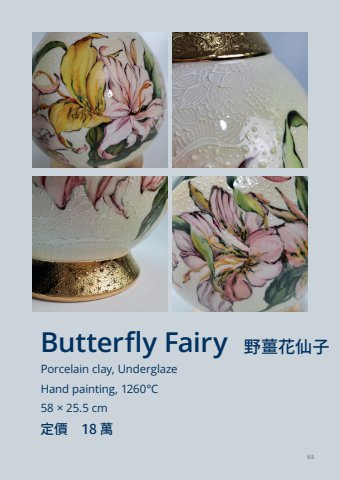 Butterfly Fairy 野薑花仙子
Porcelain clay, Underglaze
Hand painting, 1260°C
58 × 25.5 cm
定價 18 萬
63